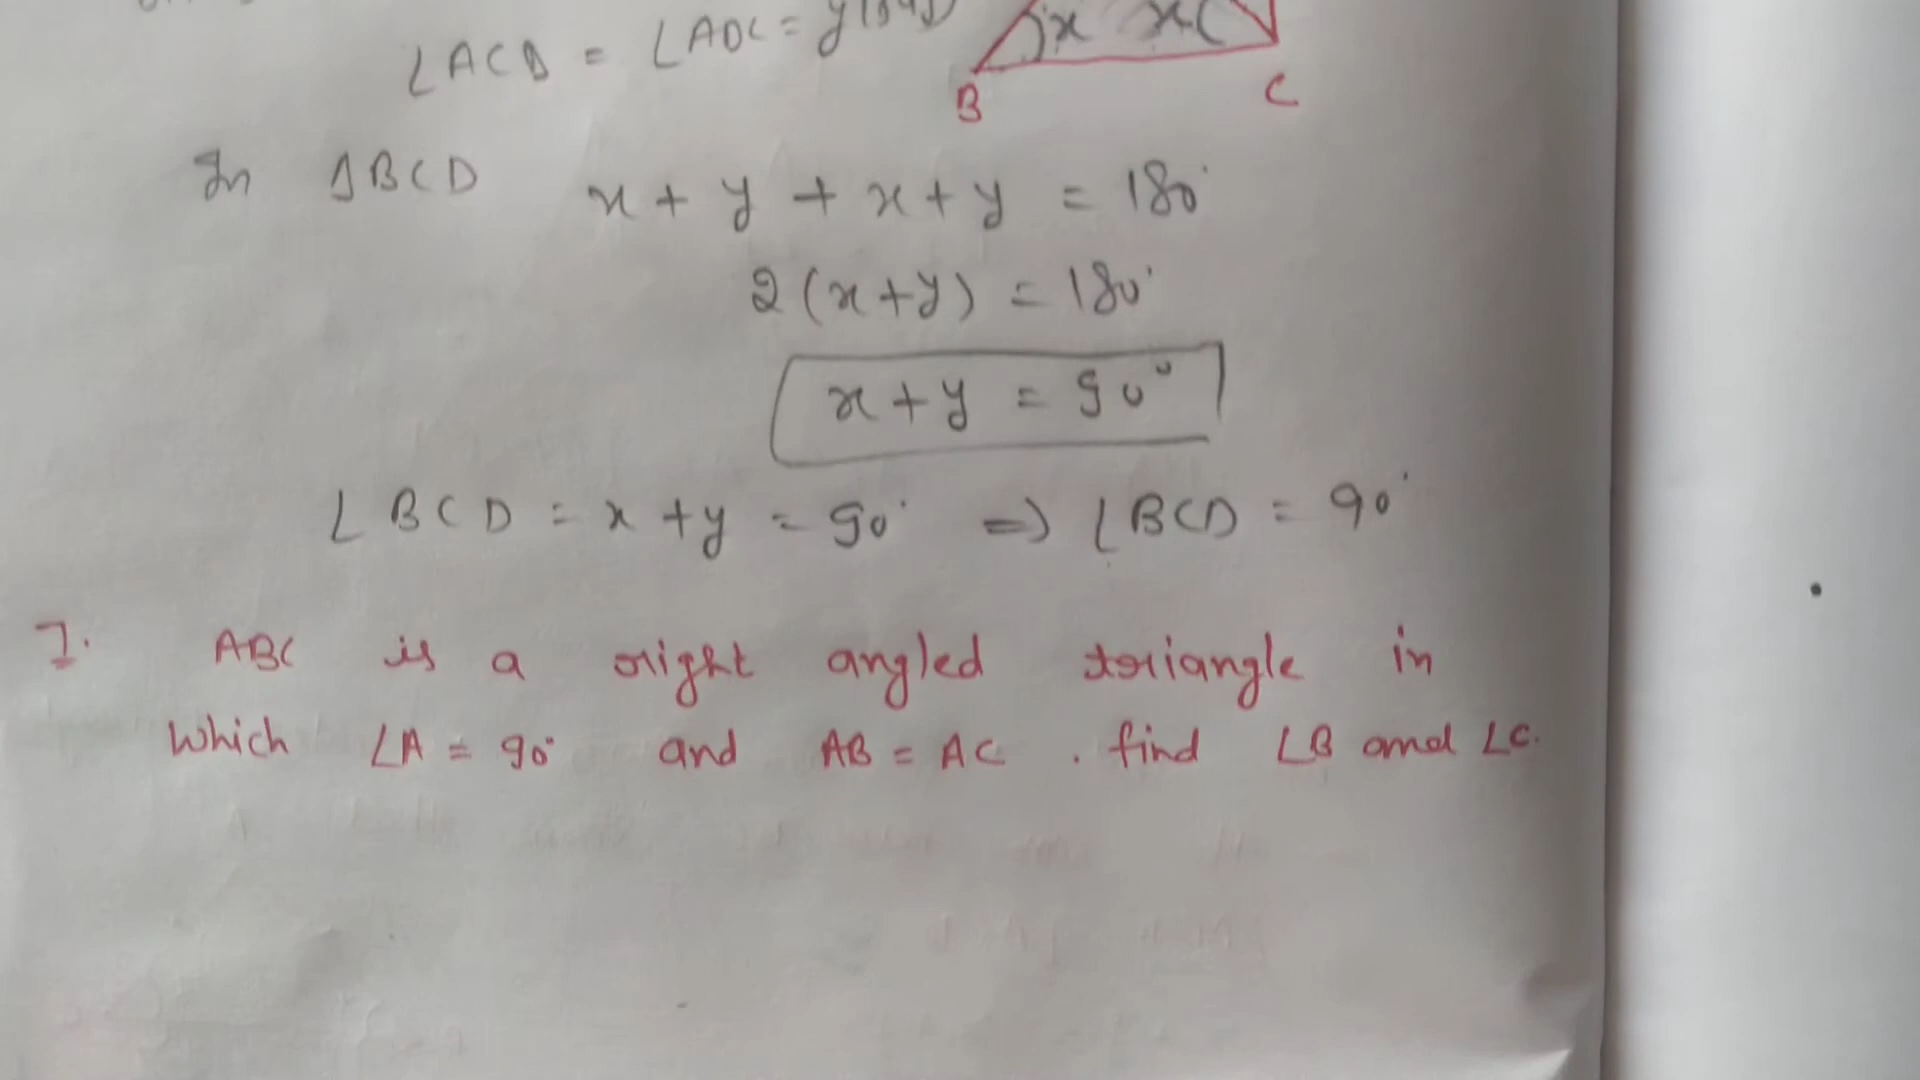 ∠ACD = ∠ADC = y
x x
B C
In ΔBCD x + y + x + y = 180°
2(x+y) = 180°
x + y = 90°
∠BCD = x + y = 90° ⇒ ∠BCD = 90°
7. ABC is a right angled triangle in
which ∠A = 90° and AB = AC . find ∠B and ∠C.